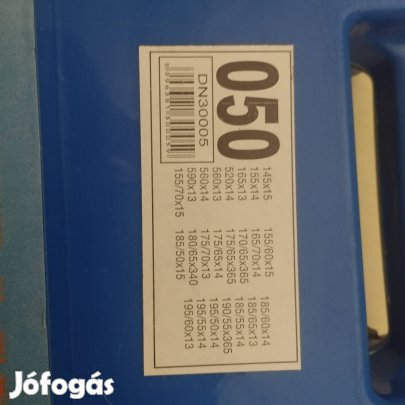 050
DN30005
145x15 155/60x15 185/60x14
155x14 165/70x14 185/65x13
165x13 170/65x365 185/55x14
520x14 175/65x365 190/55x365
560x13 175/65x14 195/50x14
560x14 175/70x13 195/55x14
590x13 180/65x340 195/60x13
155/70x15 185/50x15
Jófogás